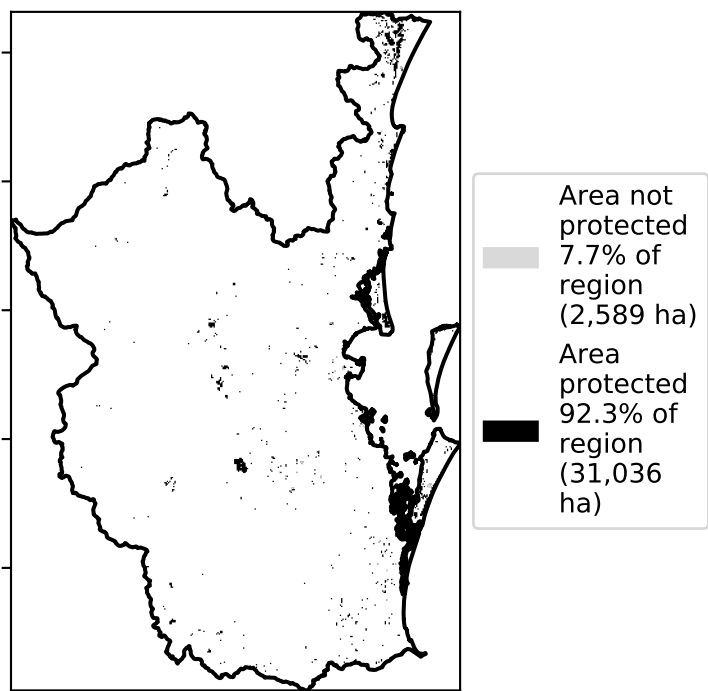 Area not
protected
7.7% of
region
(2,589 ha)
Area
protected
92.3% of
region
(31,036
ha)